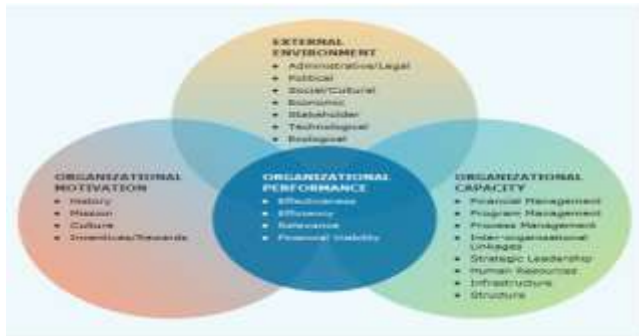 EXTERNAL
ENVIRONMENT
• Administrative/Legal
• Political
• Social/Cultural
• Economic
• Stakeholder
• Technological
• Ecological
ORGANIZATIONAL
MOTIVATION
• History
• Mission
• Culture
• Incentives/Rewards
ORGANIZATIONAL
PERFORMANCE
• Effectiveness
• Efficiency
• Relevance
• Financial Viability
ORGANIZATIONAL
CAPACITY
• Financial Management
• Program Management
• Process Management
• Inter-organizational
Linkages
• Strategic Leadership
• Human Resources
• Infrastructure
• Structure